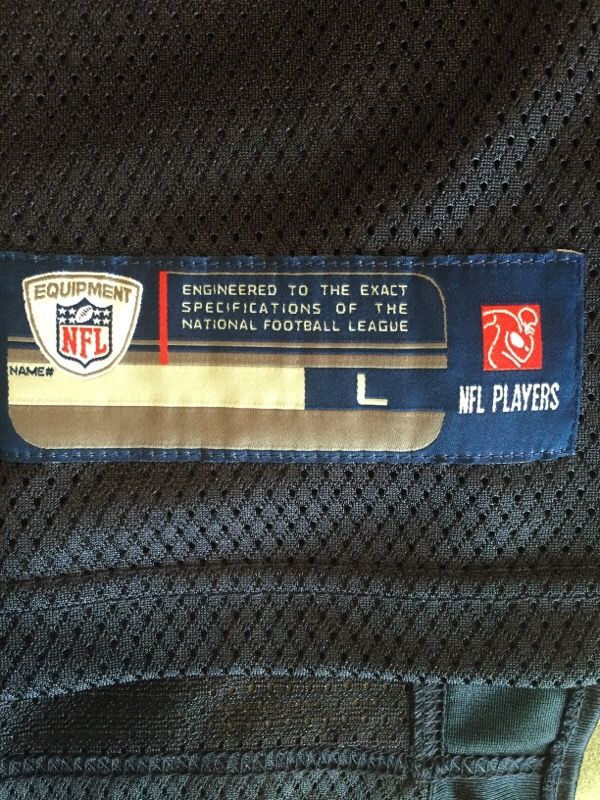 EQUIPMENT
NFL
ENGINEERED TO THE EXACT
SPECIFICATIONS OF THE
NATIONAL FOOTBALL LEAGUE
NAME#
L
NFL PLAYERS